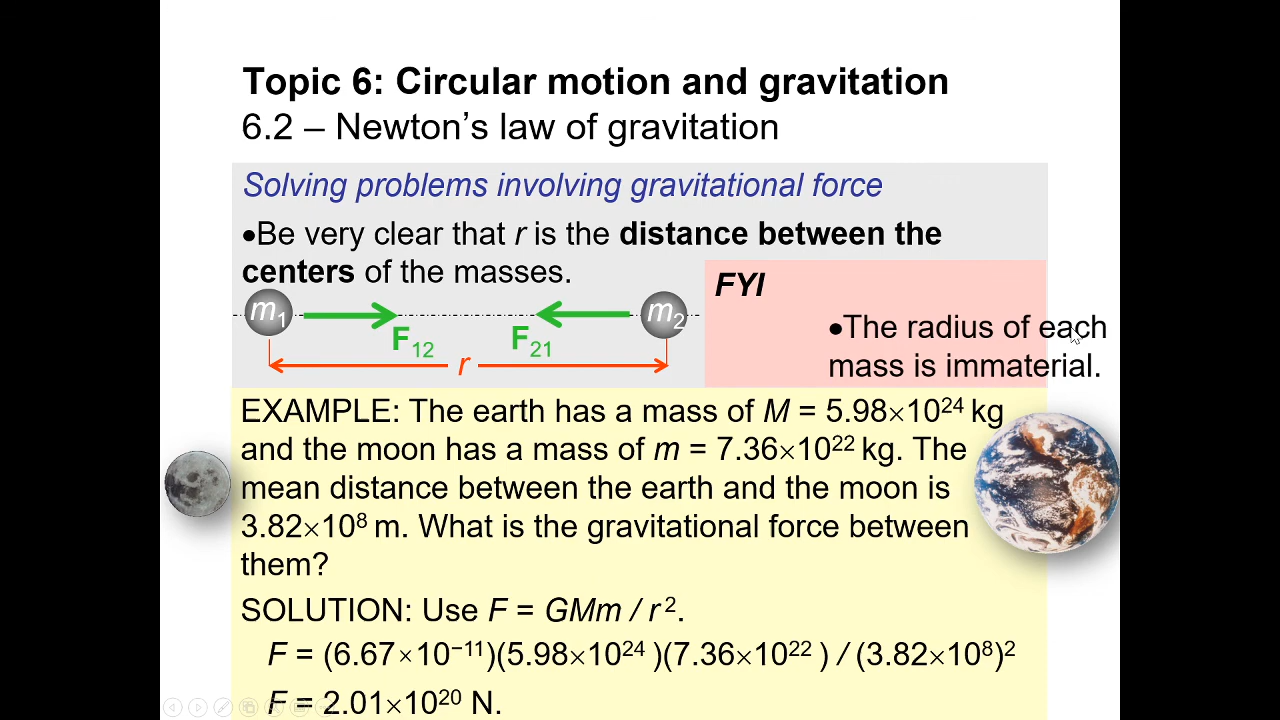 Topic 6: Circular motion and gravitation
6.2 – Newton’s law of gravitation
Solving problems involving gravitational force
•Be very clear that r is the distance between the
centers of the masses.
FYI
•The radius of each
mass is immaterial.
m₁
m₂
F₁₂
F₂₁
r
EXAMPLE: The earth has a mass of M = 5.98×10²⁴ kg
and the moon has a mass of m = 7.36×10²² kg. The
mean distance between the earth and the moon is
3.82×10⁸ m. What is the gravitational force between
them?
SOLUTION: Use F = GMm / r².
F = (6.67×10⁻¹¹)(5.98×10²⁴ )(7.36×10²² ) / (3.82×10⁸)²
F = 2.01×10²⁰ N.